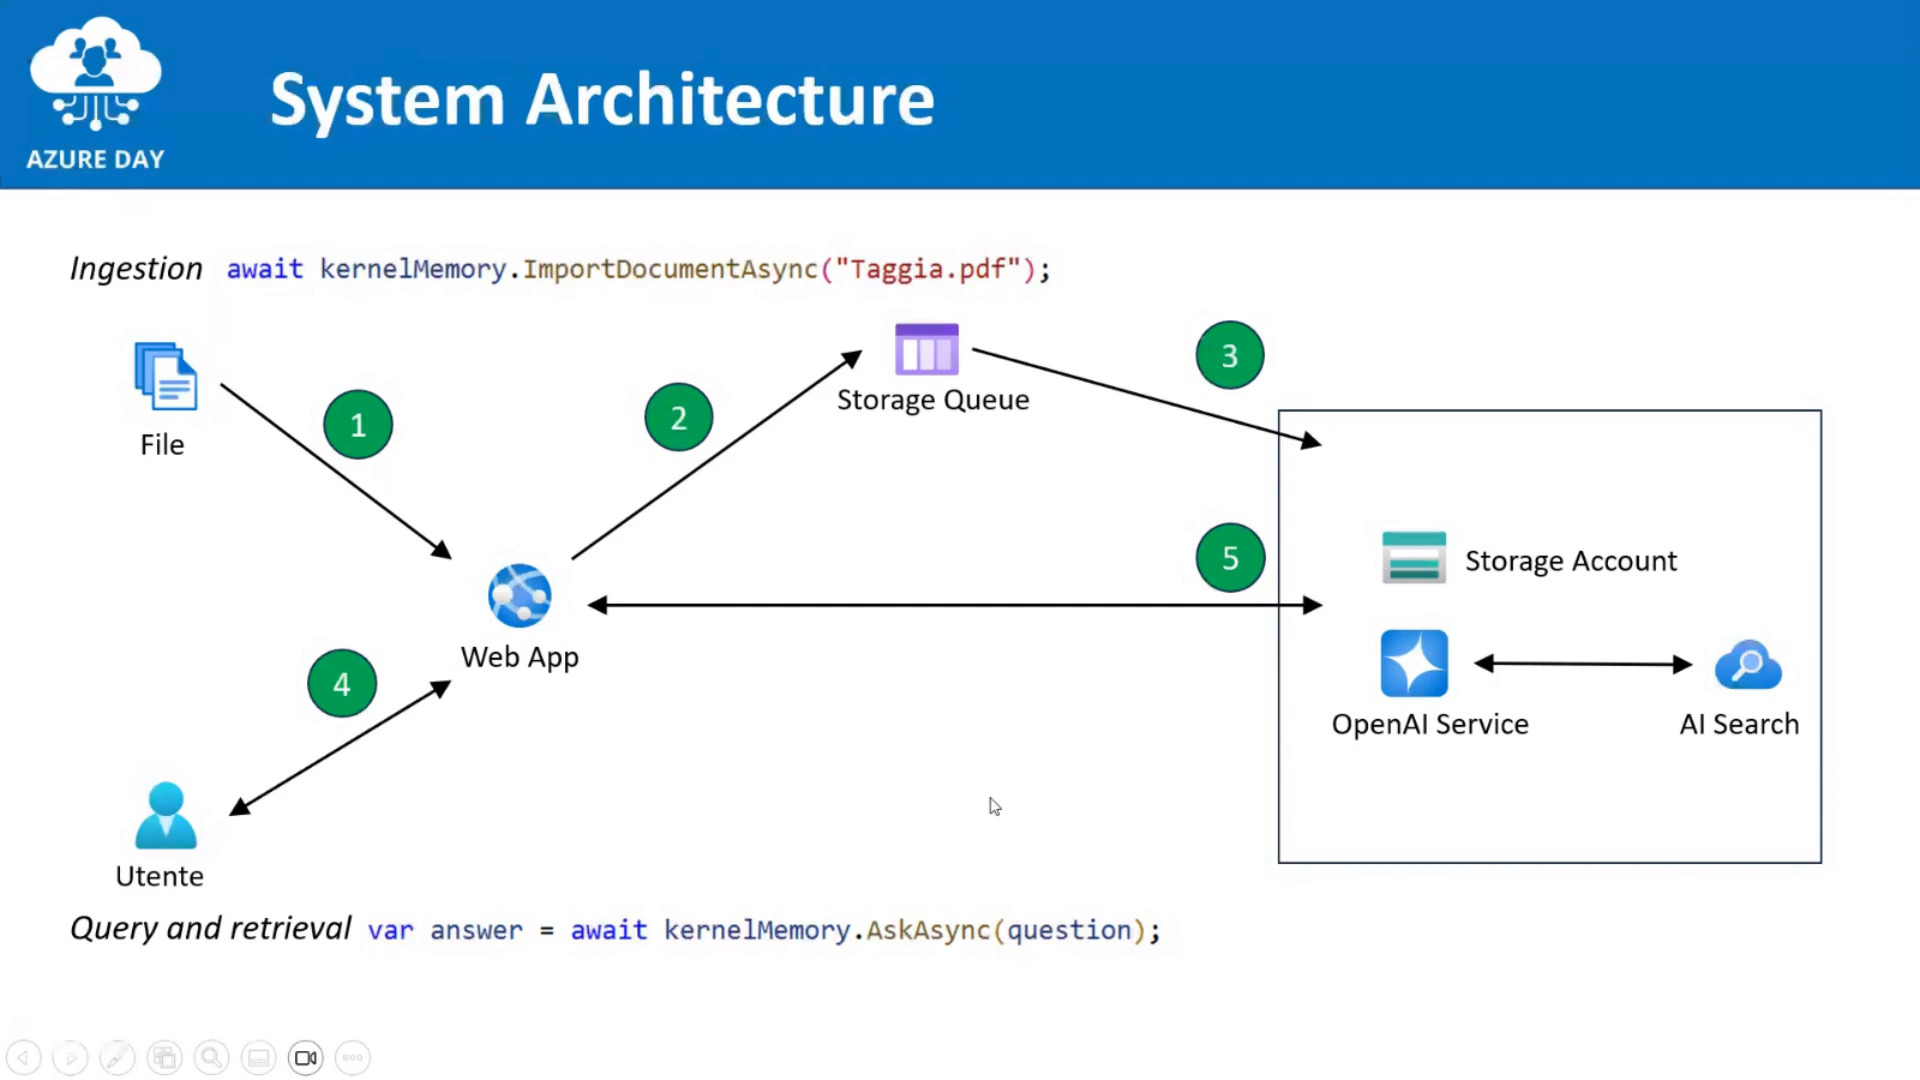 AZURE DAY
System Architecture
Ingestion await kernelMemory.ImportDocumentAsync("Taggia.pdf");
File
1
2
Storage Queue
3
Web App
4
5
Storage Account
OpenAI Service
AI Search
Utente
Query and retrieval var answer = await kernelMemory.AskAsync(question);